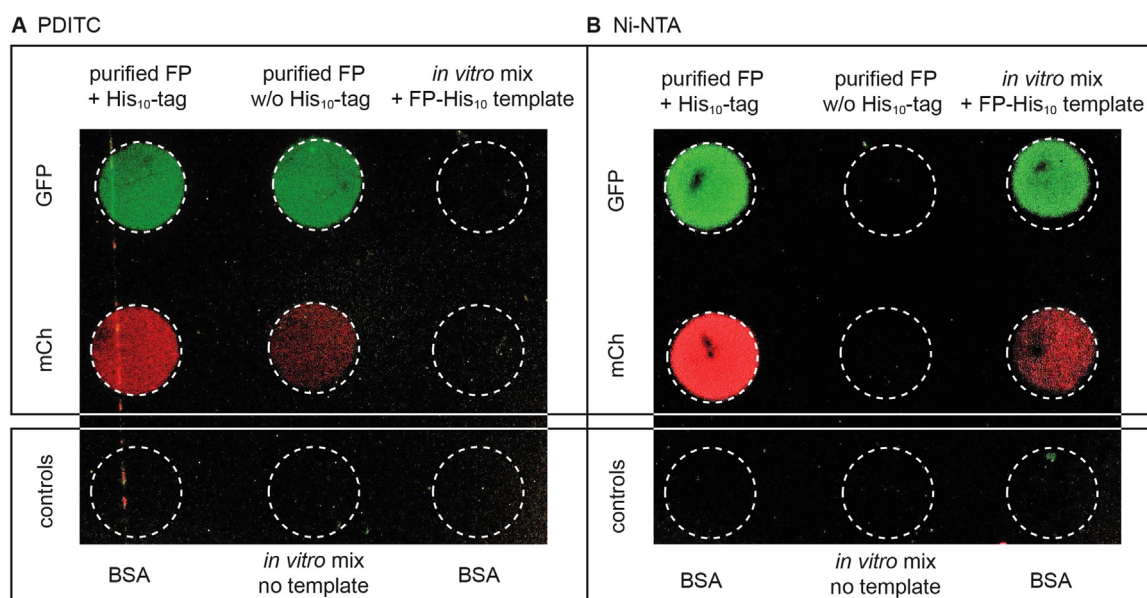 A PDITC
purified FP
+ His₁₀-tag
purified FP
w/o His₁₀-tag
in vitro mix
+ FP-His₁₀ template
GFP
mCh
controls
BSA
in vitro mix
no template
BSA
B Ni-NTA
purified FP
+ His₁₀-tag
purified FP
w/o His₁₀-tag
in vitro mix
+ FP-His₁₀ template
GFP
mCh
controls
BSA
in vitro mix
no template
BSA